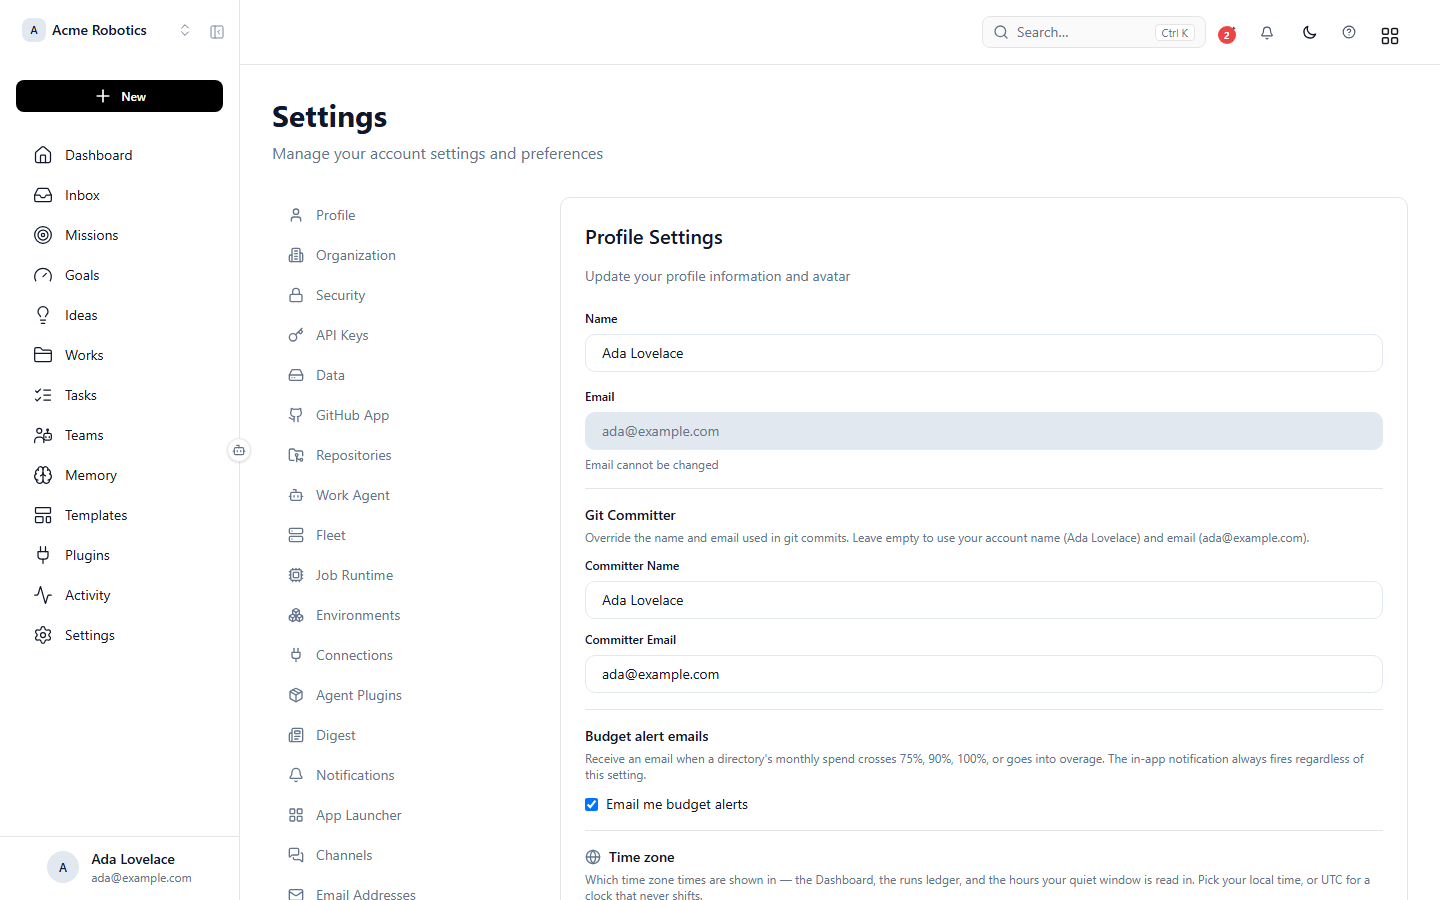 A Acme Robotics
Search... Ctrl K
2
New
Dashboard
Inbox
Missions
Goals
Ideas
Works
Tasks
Teams
Memory
Templates
Plugins
Activity
Settings
A
Ada Lovelace
ada@example.com
Settings
Manage your account settings and preferences
Profile
Organization
Security
API Keys
Data
GitHub App
Repositories
Work Agent
Fleet
Job Runtime
Environments
Connections
Agent Plugins
Digest
Notifications
App Launcher
Channels
Email Addresses
Profile Settings
Update your profile information and avatar
Name
Ada Lovelace
Email
ada@example.com
Email cannot be changed
Git Committer
Override the name and email used in git commits. Leave empty to use your account name (Ada Lovelace) and email (ada@example.com).
Committer Name
Ada Lovelace
Committer Email
ada@example.com
Budget alert emails
Receive an email when a directory's monthly spend crosses 75%, 90%, 100%, or goes into overage. The in-app notification always fires regardless of
this setting.
Email me budget alerts
Time zone
Which time zone times are shown in — the Dashboard, the runs ledger, and the hours your quiet window is read in. Pick your local time, or UTC for a
clock that never shifts.